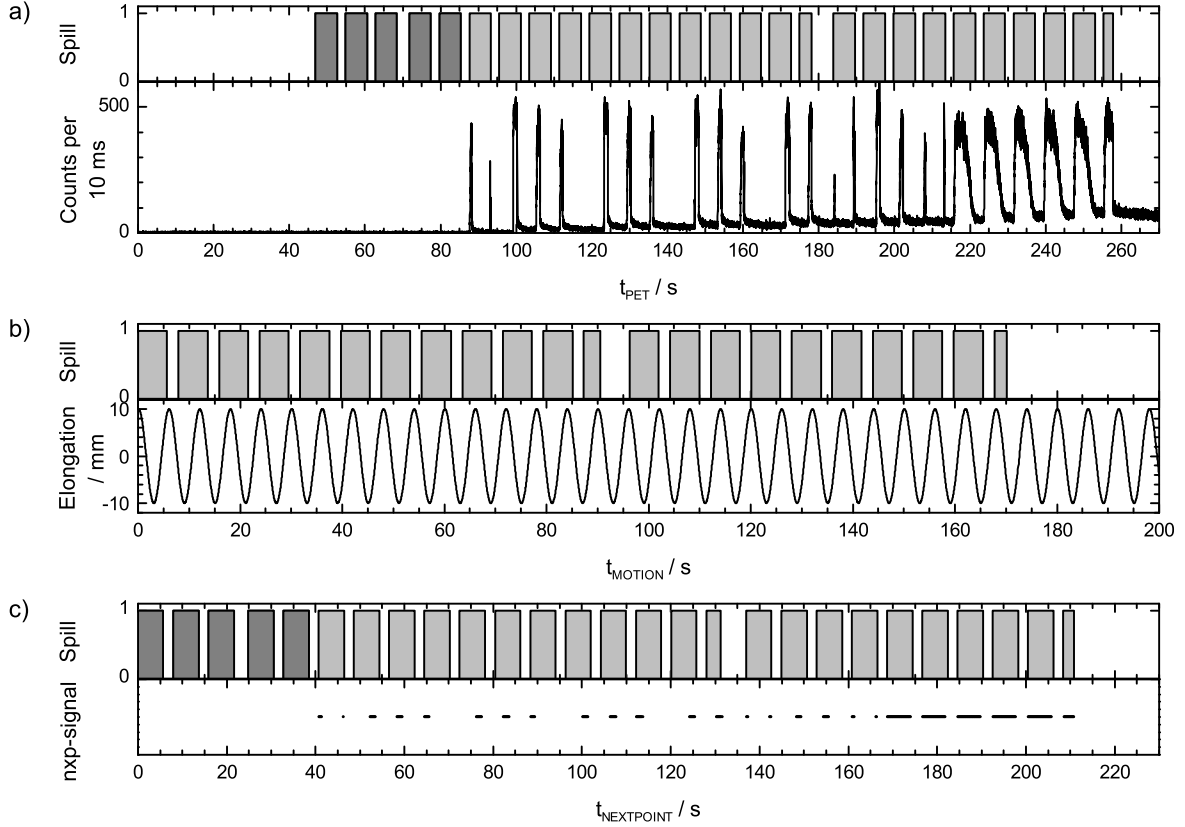 a)
1
Spill
0
500
Counts per
10 ms
0
0 20 40 60 80 100 120 140 160 180 200 220 240 260
tPET / s
b)
1
Spill
0
10
Elongation
/ mm
0
-10
0 20 40 60 80 100 120 140 160 180 200
tMOTION / s
c)
1
Spill
0
nxp-signal
0 20 40 60 80 100 120 140 160 180 200 220
tNEXTPOINT / s